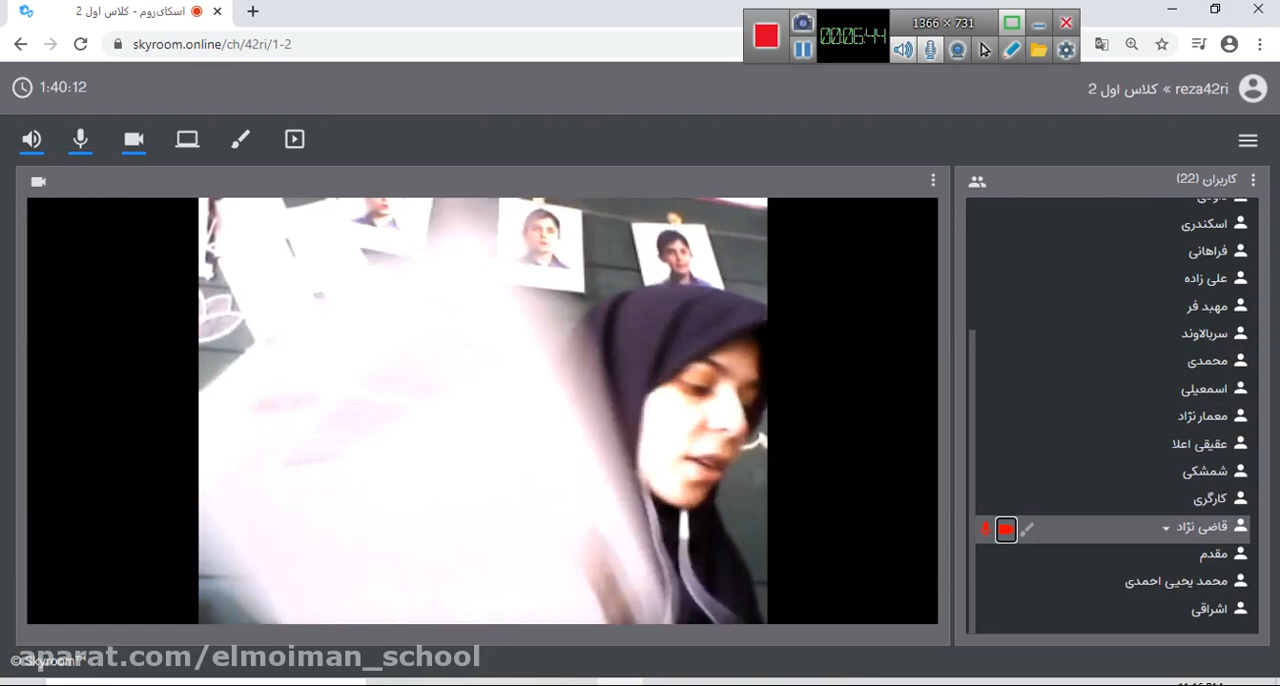 اسکای‌روم - کلاس اول 2
skyroom.online/ch/42ri/1-2
00:06:44
1366 x 731
1:40:12
reza42ri » کلاس اول 2
کاربران (22)
اسکندری
فراهانی
علی زاده
مهبد فر
سربالاوند
محمدی
اسمعیلی
معمار نژاد
عقیقی اعلا
شمشکی
کارگری
قاضی نژاد
مقدم
محمد یحیی احمدی
اشراقی
© Skyroom™
aparat.com/elmoiman_school